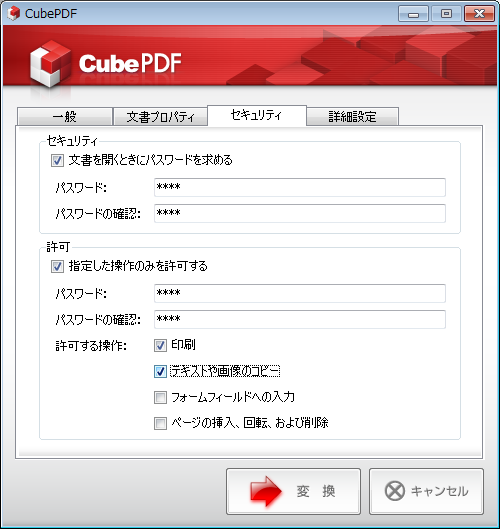 CubePDF
CubePDF
一般 文書プロパティ セキュリティ 詳細設定
セキュリティ
文書を開くときにパスワードを求める
パスワード: ****
パスワードの確認: ****
許可
指定した操作のみを許可する
パスワード: ****
パスワードの確認: ****
許可する操作: 印刷
テキストや画像のコピー
フォームフィールドへの入力
ページの挿入、回転、および削除
変 換 キャンセル